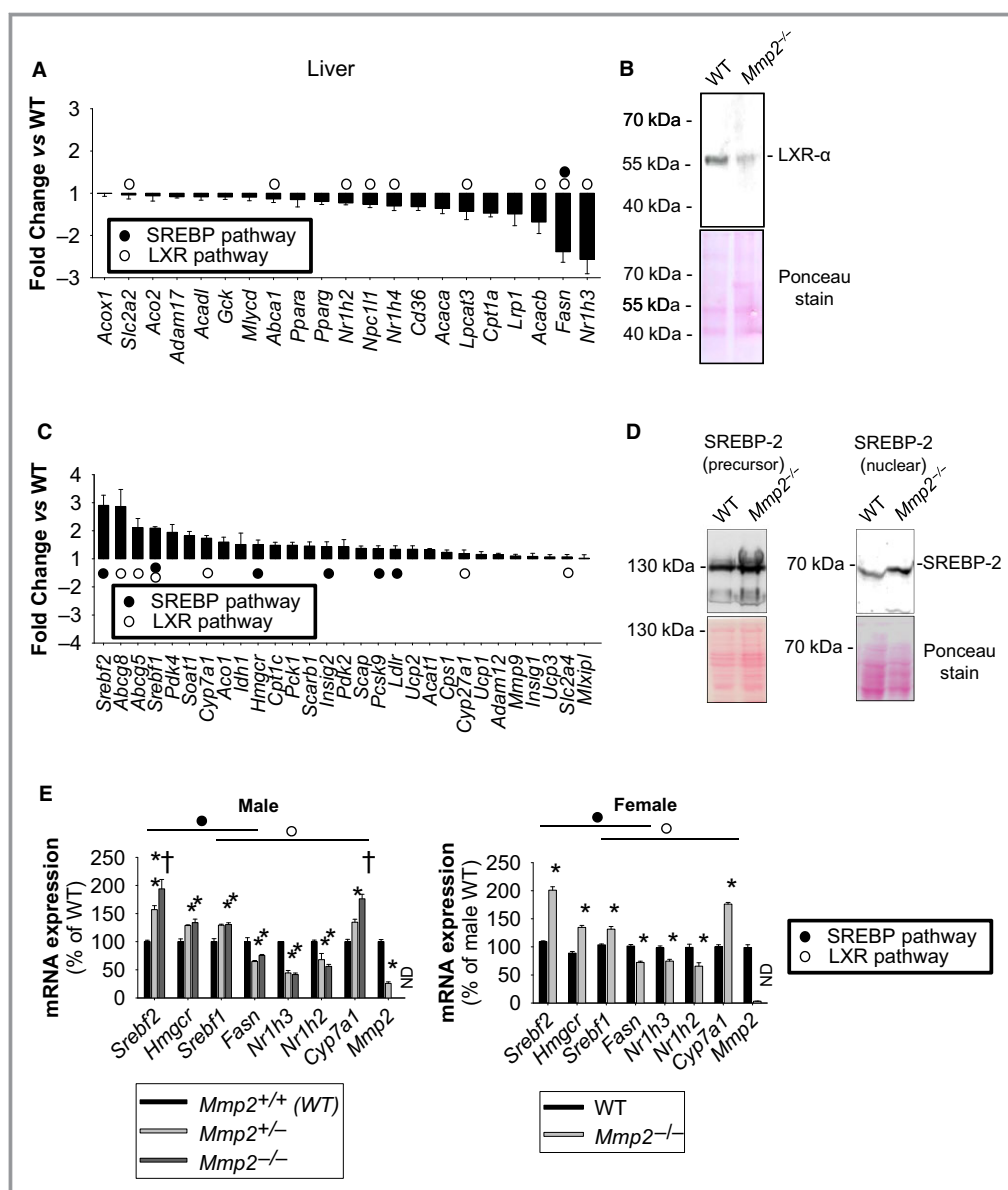 A
Liver
Fold Change vs WT
3
2
1
–2
–3
● SREBP pathway
○ LXR pathway
Acox1
Slc2a2
Aco2
Adam17
Acadl
Gck
Mlycd
Abca1
Ppara
Pparg
Nr1h2
Npc1l1
Nr1h4
Cd36
Acaca
Lpcat3
Cpt1a
Lrp1
Acacb
Fasn
Nr1h3
B
WT
Mmp2–/–
70 kDa -
55 kDa -
40 kDa -
- LXR-α
70 kDa -
55 kDa -
40 kDa -
Ponceau
stain
C
Fold Change vs WT
4
3
2
1
–2
–3
–4
● SREBP pathway
○ LXR pathway
Srebf2
Abcg8
Abcg5
Srebf1
Pdk4
Soat1
Cyp7a1
Aco1
Idh1
Hmgcr
Cpt1c
Pck1
Scarb1
Insig2
Pdk2
Scap
Pcsk9
Ldlr
Ucp2
Acat1
Cps1
Cyp27a1
Ucp1
Adam12
Mmp9
Insig1
Ucp3
Slc2a4
Mlxipl
D
SREBP-2
(precursor)
WT
Mmp2–/–
130 kDa -
130 kDa -
SREBP-2
(nuclear)
WT
Mmp2–/–
70 kDa -
-SREBP-2
70 kDa -
Ponceau
stain
E
Male
mRNA expression
(% of WT)
250
200
150
100
50
0
* * † * * * * * * * * * * * † * ND
Srebf2
Hmgcr
Srebf1
Fasn
Nr1h3
Nr1h2
Cyp7a1
Mmp2
Mmp2+/+ (WT)
Mmp2+/–
Mmp2–/–
Female
mRNA expression
(% of male WT)
250
200
150
100
50
0
* * * * * * * ND
Srebf2
Hmgcr
Srebf1
Fasn
Nr1h3
Nr1h2
Cyp7a1
Mmp2
WT
Mmp2–/–
● SREBP pathway
○ LXR pathway